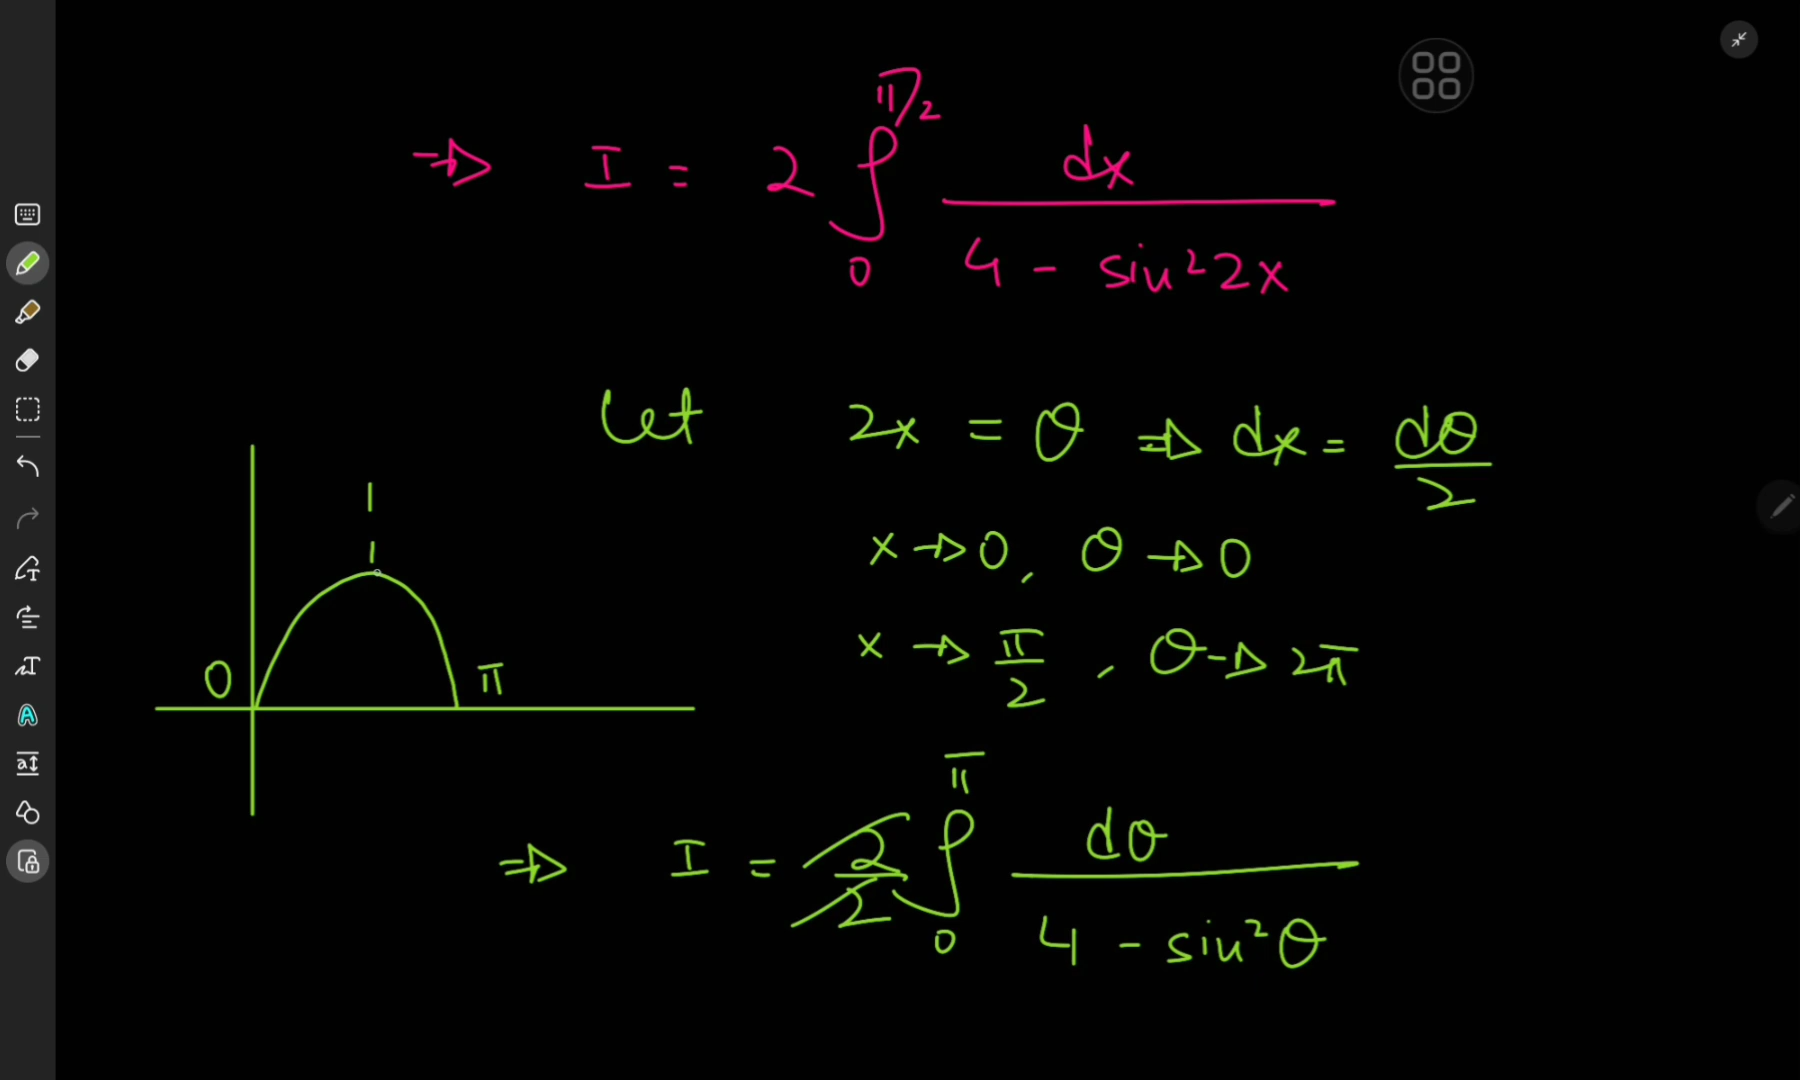 ⇒ I = 2 ∫₀^(π/2) dx / (4 - sin²2x)
Let 2x = θ ⇒ dx = dθ/2
x → 0, θ → 0
x → π/2, θ → 2π
1
0 π
⇒ I = 2/2 ∫₀^π dθ / (4 - sin²θ)